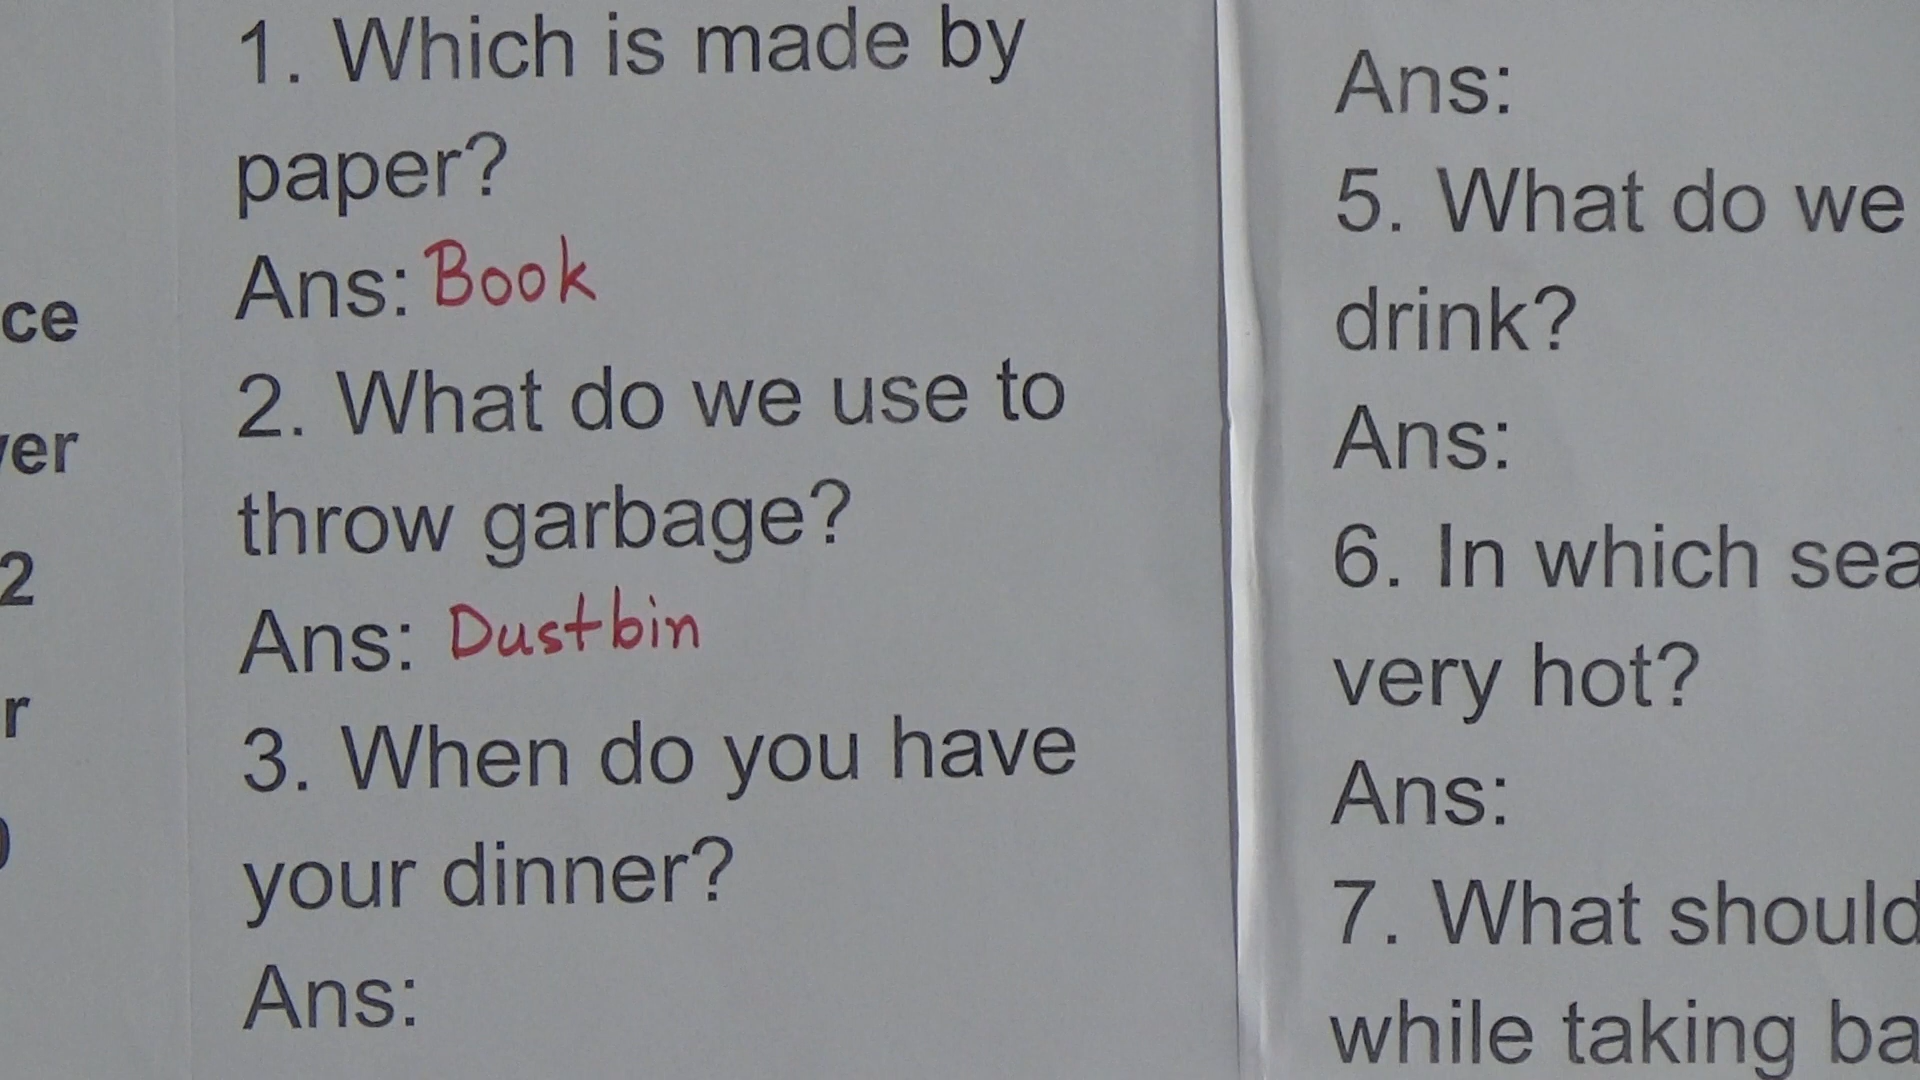 ce
er
2
r
1. Which is made by
paper?
Ans: Book
2. What do we use to
throw garbage?
Ans: Dustbin
3. When do you have
your dinner?
Ans:
Ans:
5. What do we
drink?
Ans:
6. In which sea
very hot?
Ans:
7. What should
while taking ba